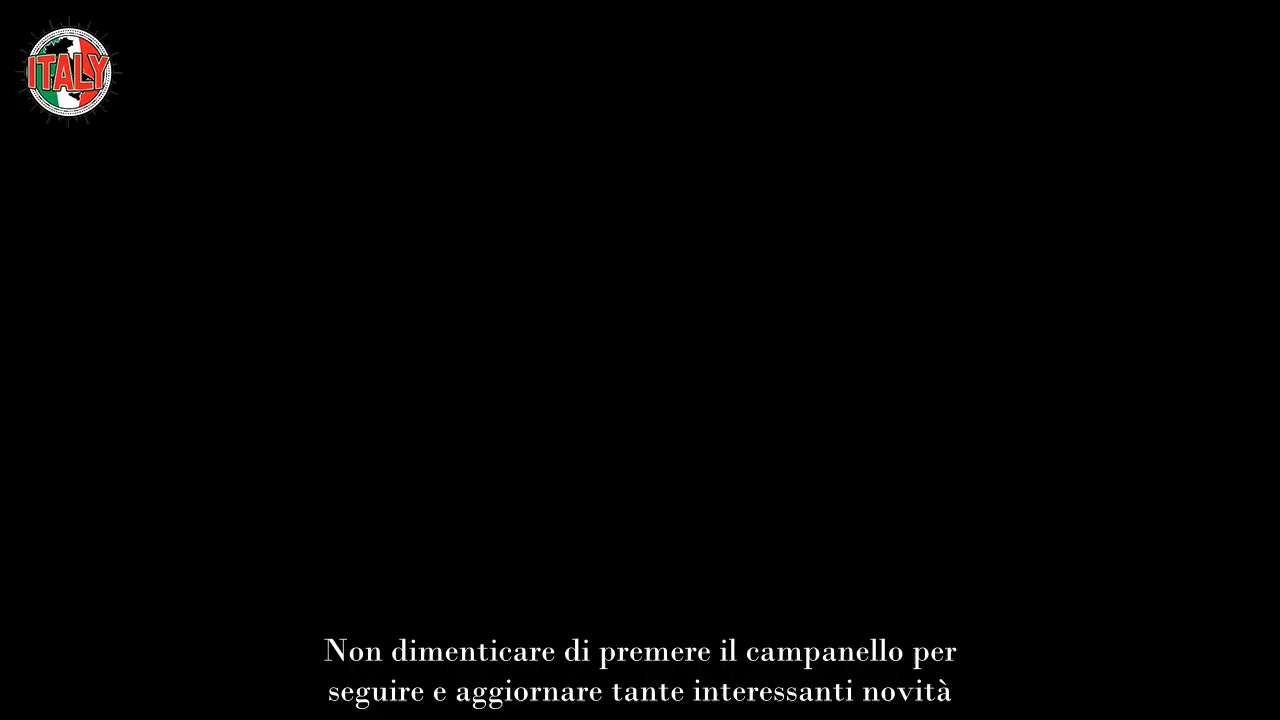 ITALY
Non dimenticare di premere il campanello per
seguire e aggiornare tante interessanti novità